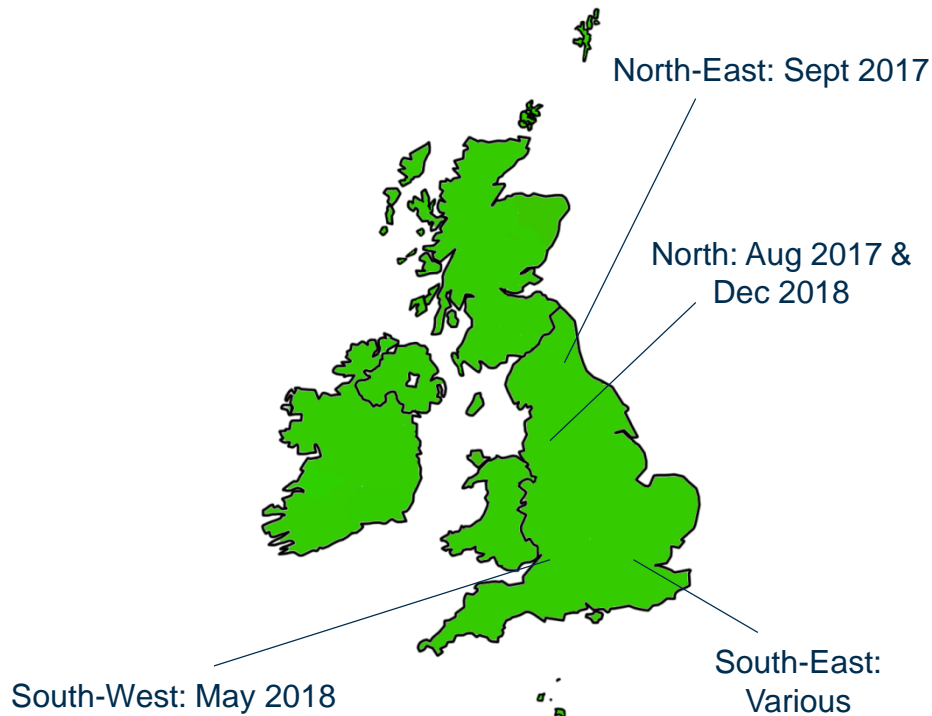 North-East: Sept 2017
North: Aug 2017 &
Dec 2018
South-West: May 2018
South-East:
Various